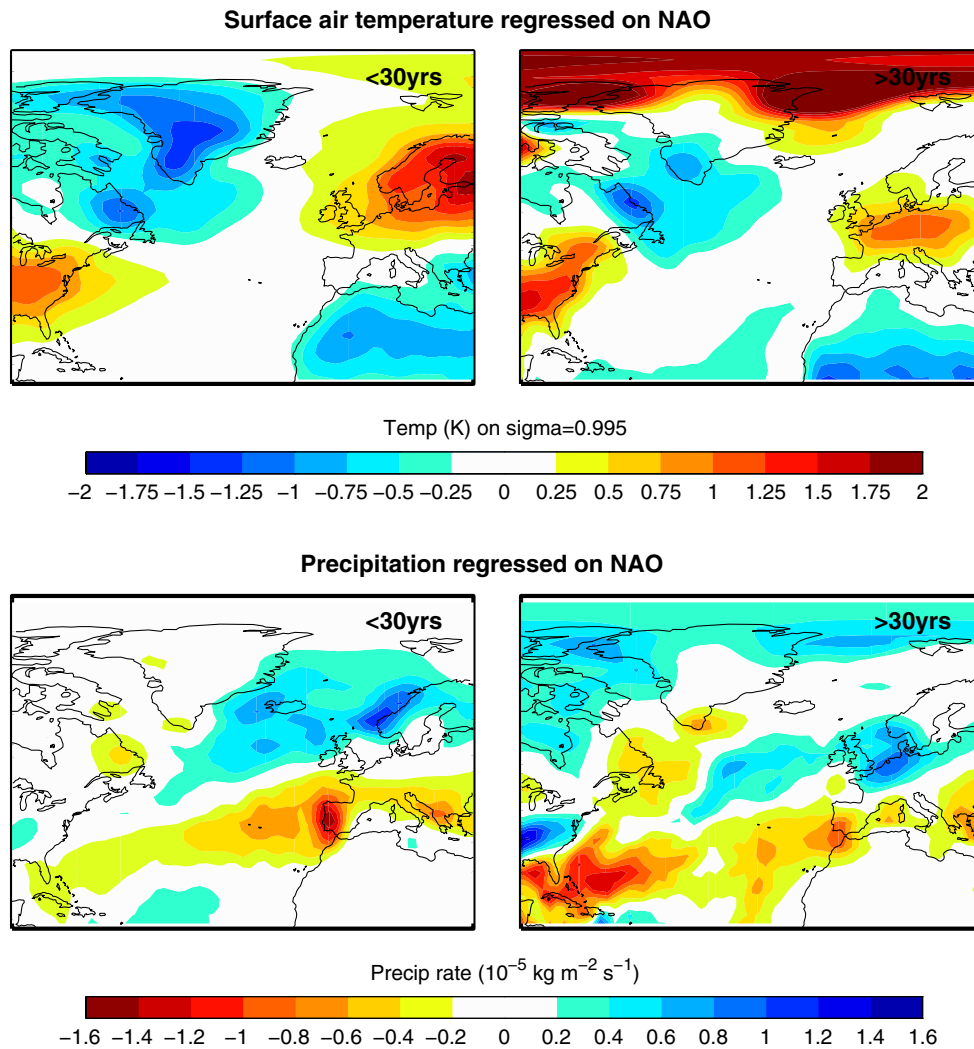 Surface air temperature regressed on NAO
<30yrs
>30yrs
Temp (K) on sigma=0.995
−2 −1.75 −1.5 −1.25 −1 −0.75 −0.5 −0.25 0 0.25 0.5 0.75 1 1.25 1.5 1.75 2
Precipitation regressed on NAO
<30yrs
>30yrs
Precip rate (10⁻⁵ kg m⁻² s⁻¹)
−1.6 −1.4 −1.2 −1 −0.8 −0.6 −0.4 −0.2 0 0.2 0.4 0.6 0.8 1 1.2 1.4 1.6